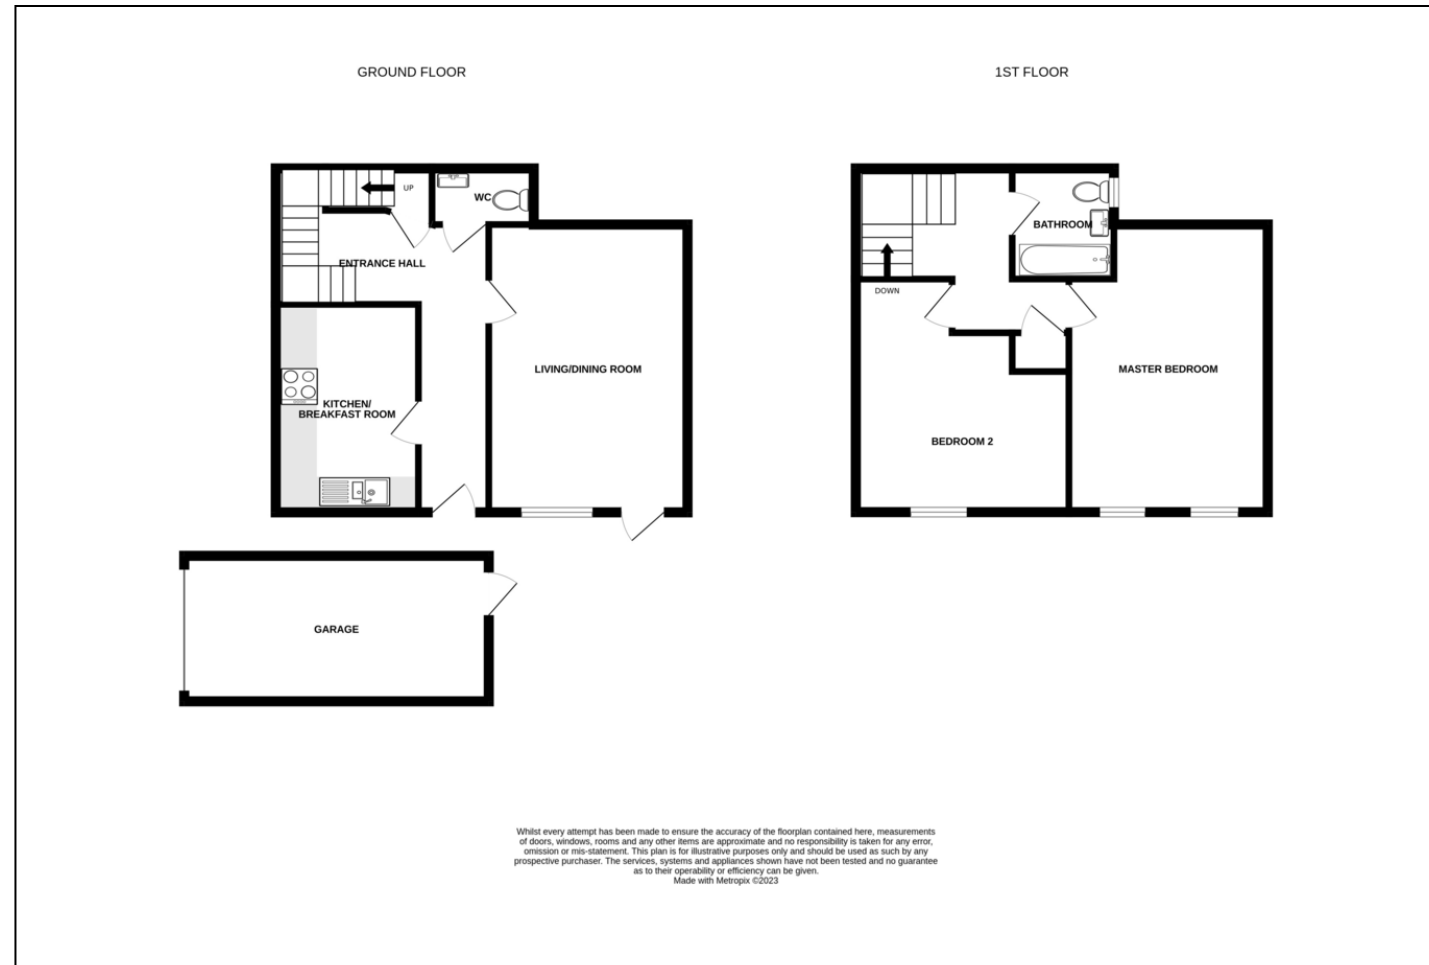 GROUND FLOOR
1ST FLOOR
UP
WC
ENTRANCE HALL
LIVING/DINING ROOM
KITCHEN/
BREAKFAST ROOM
GARAGE
BATHROOM
DOWN
MASTER BEDROOM
BEDROOM 2
Whilst every attempt has been made to ensure the accuracy of the floorplan contained here, measurements
of doors, windows, rooms and any other items are approximate and no responsibility is taken for any error,
omission or mis-statement. This plan is for illustrative purposes only and should be used as such by any
prospective purchaser. The services, systems and appliances shown have not been tested and no guarantee
as to their operability or efficiency can be given.
Made with Metropix ©2023